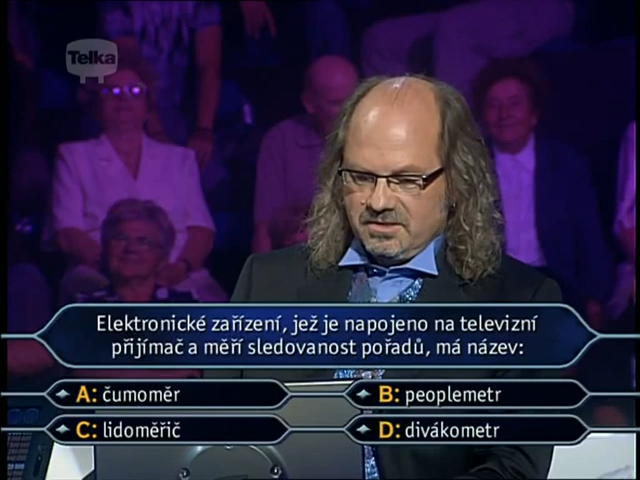 Telka
Elektronické zařízení, jež je napojeno na televizní
přijímač a měří sledovanost pořadů, má název:
A: čumoměr
B: peoplemetr
C: lidoměřič
D: divákometr